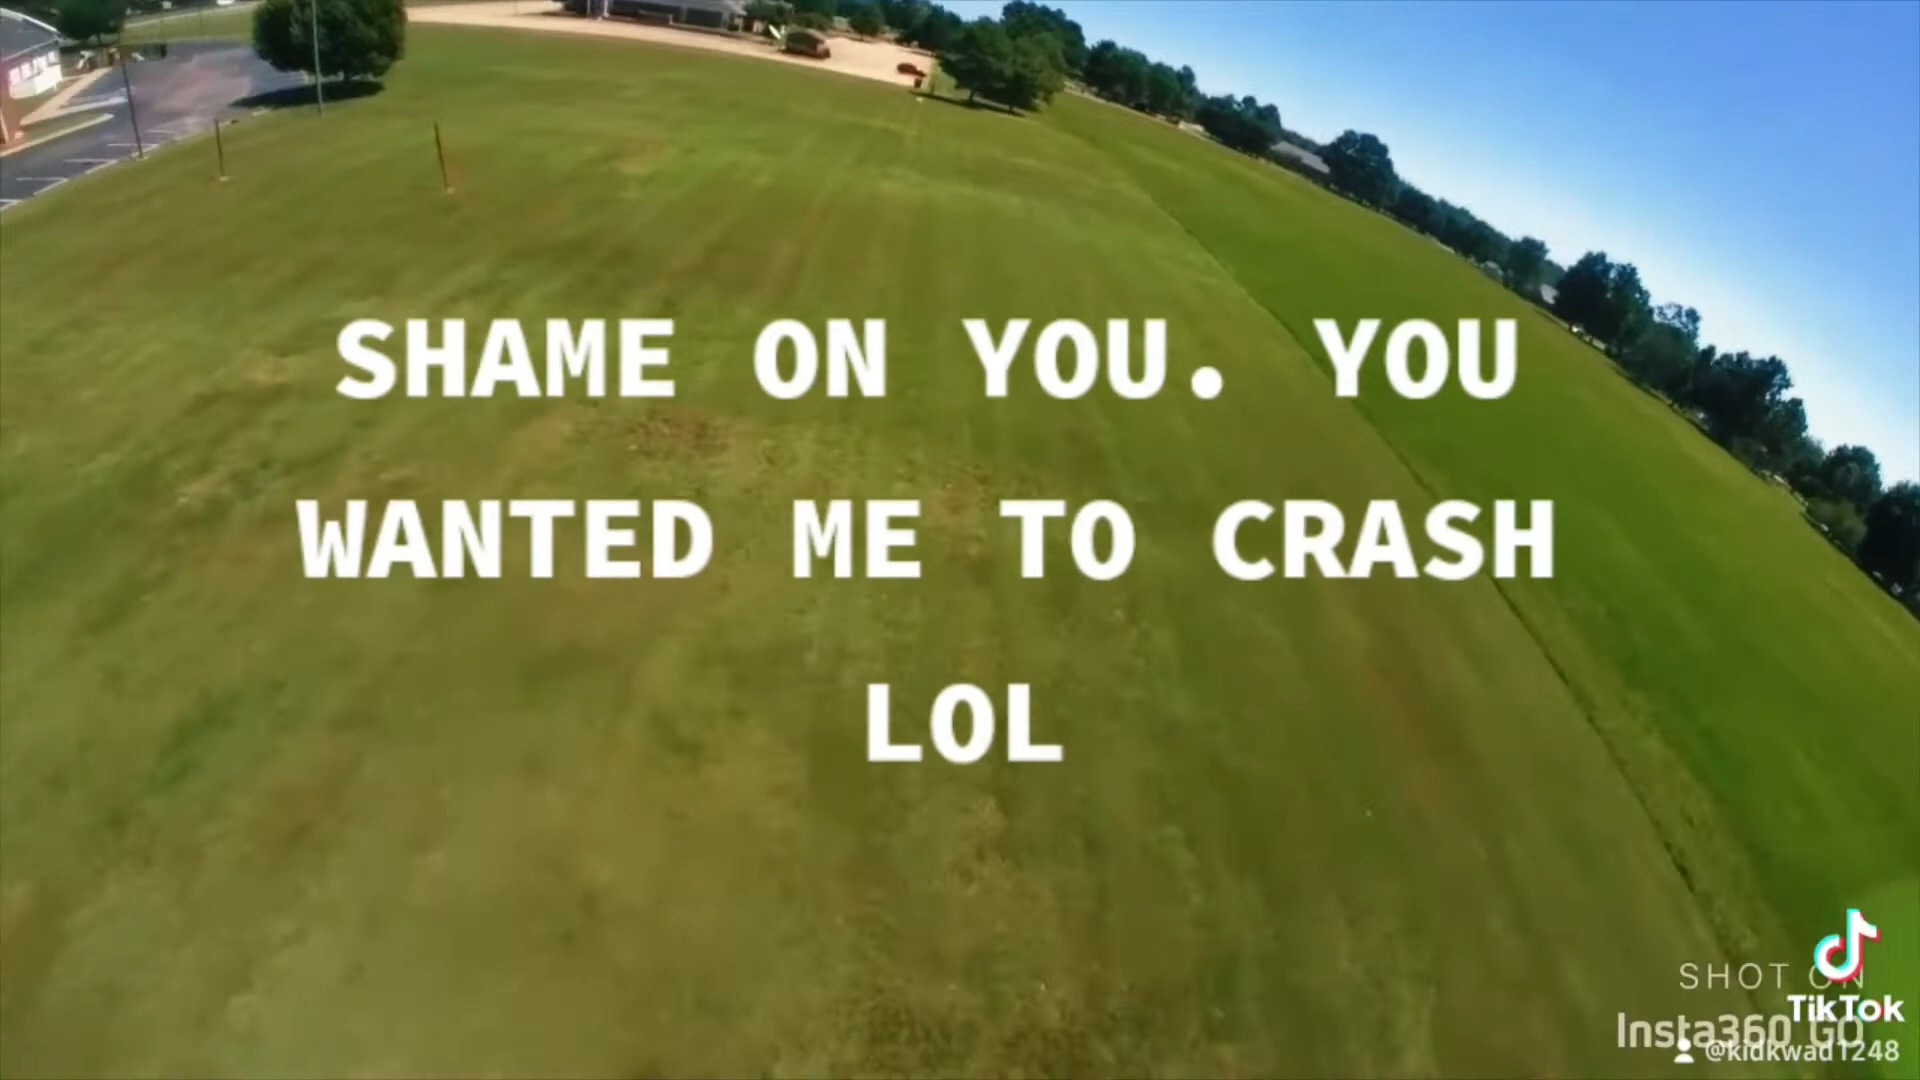 SHAME ON YOU. YOU
WANTED ME TO CRASH
LOL
SHOT ON
TikTok
Insta360 GO
@kidkwad1248